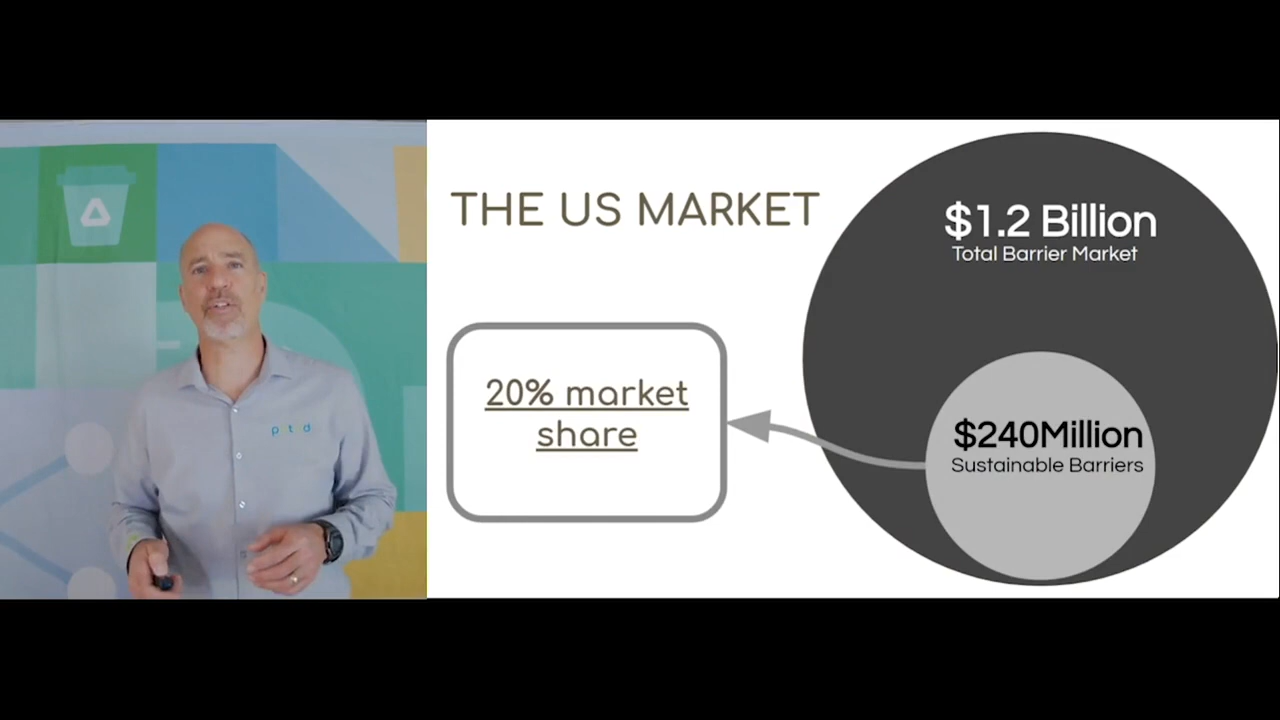 THE US MARKET
$1.2 Billion
Total Barrier Market
20% market
share
$240Million
Sustainable Barriers